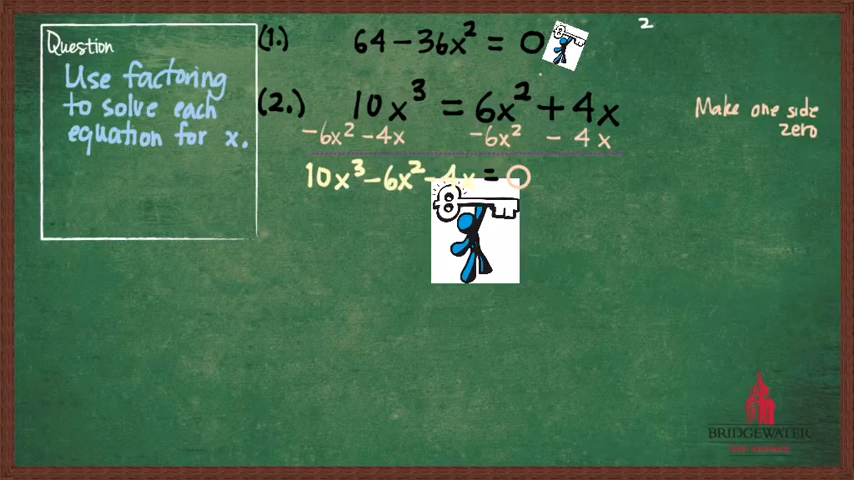 Question
Use factoring
to solve each
equation for x.
(1.) 64 - 36x² = 0
2
(2.) 10x³ = 6x² + 4x
Make one side
zero
-6x² - 4x -6x² - 4x
10x³ - 6x² - 4x = 0
BRIDGEWATER